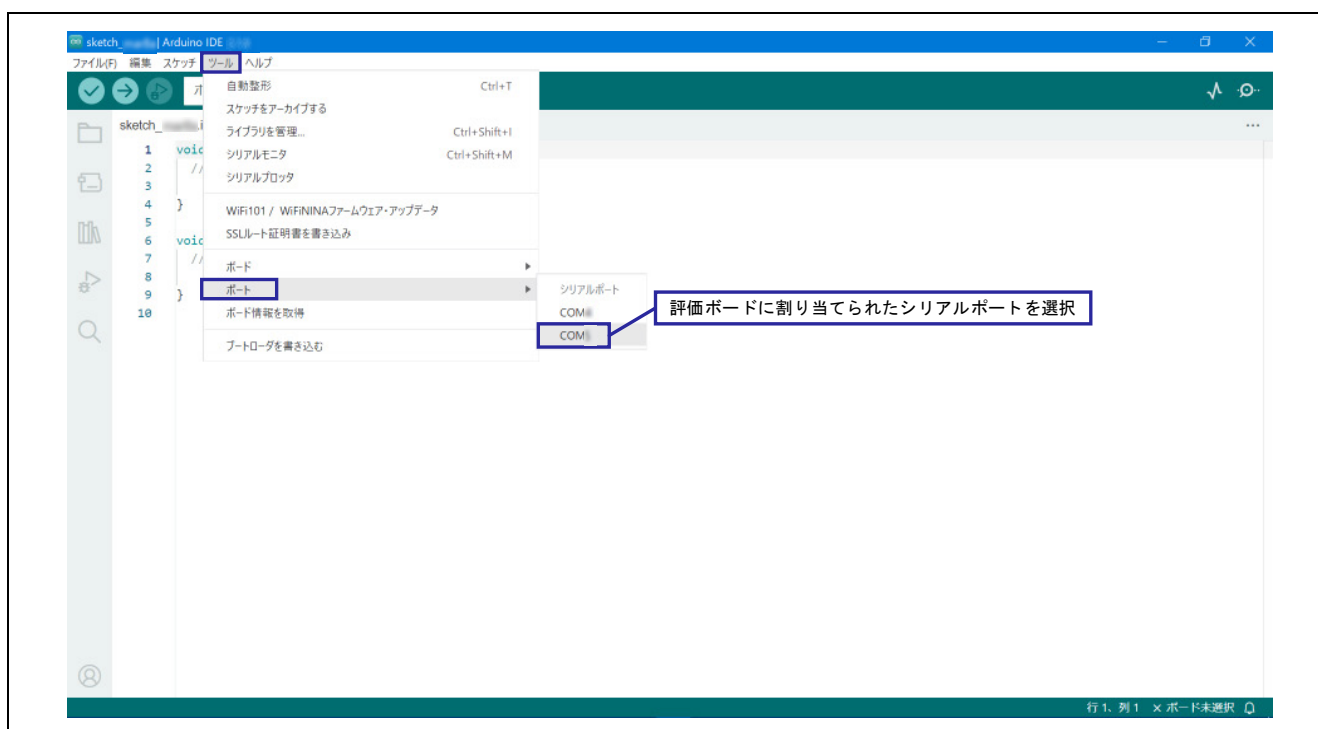 sketch_ | Arduino IDE
ファイル(F) 編集 スケッチ ツール ヘルプ
自動整形 Ctrl+T
スケッチをアーカイブする
ライブラリを管理... Ctrl+Shift+I
シリアルモニタ Ctrl+Shift+M
シリアルプロッタ
WiFi101 / WiFiNINAファームウェア・アップデータ
SSLルート証明書を書き込み
ボード
ポート
ボード情報を取得
ブートローダを書き込む
シリアルポート
COM
COM
評価ボードに割り当てられたシリアルポートを選択
sketch_
1 void
2 //
3
4 }
5
6 void
7 //
8
9 }
10
行 1、列 1 × ボード未選択